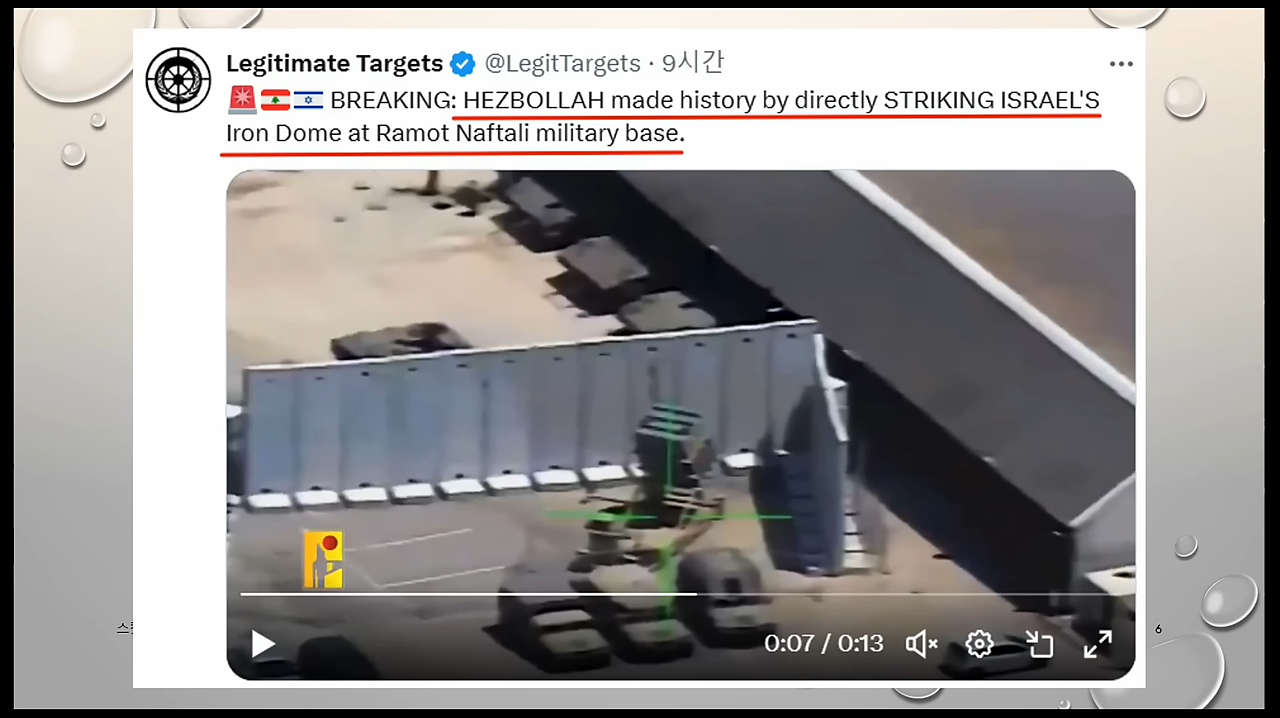 Legitimate Targets @LegitTargets · 9시간
🚨🇱🇧🇮🇱 BREAKING: HEZBOLLAH made history by directly STRIKING ISRAEL'S
Iron Dome at Ramot Naftali military base.
0:07 / 0:13
6